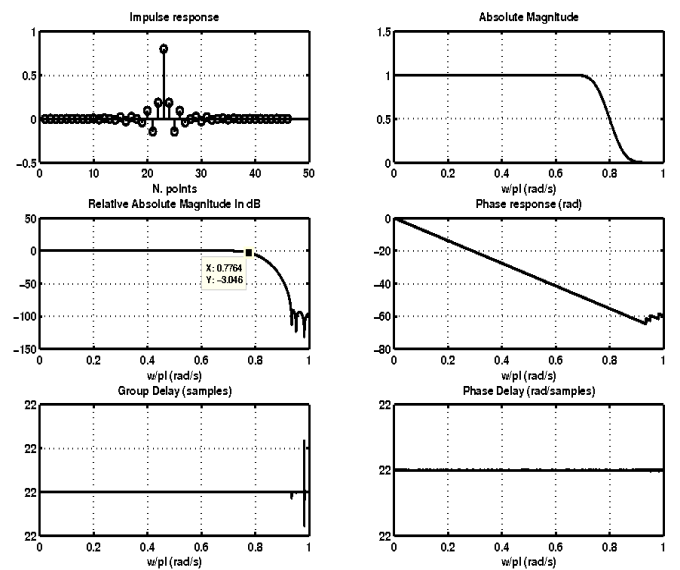 Impulse response
1
0.5
0
−0.5
0 10 20 30 40 50
N. points
Absolute Magnitude
1.5
1
0.5
0
0 0.2 0.4 0.6 0.8 1
w/pi (rad/s)
Relative Absolute Magnitude in dB
50
0
−50
−100
−150
X: 0.7764
Y: −3.046
0 0.2 0.4 0.6 0.8 1
w/pi (rad/s)
Phase response (rad)
0
−20
−40
−60
−80
0 0.2 0.4 0.6 0.8 1
w/pi (rad/s)
Group Delay (samples)
22
22
22
22
0 0.2 0.4 0.6 0.8 1
w/pi (rad/s)
Phase Delay (rad/samples)
22
22
22
0 0.2 0.4 0.6 0.8 1
w/pi (rad/s)